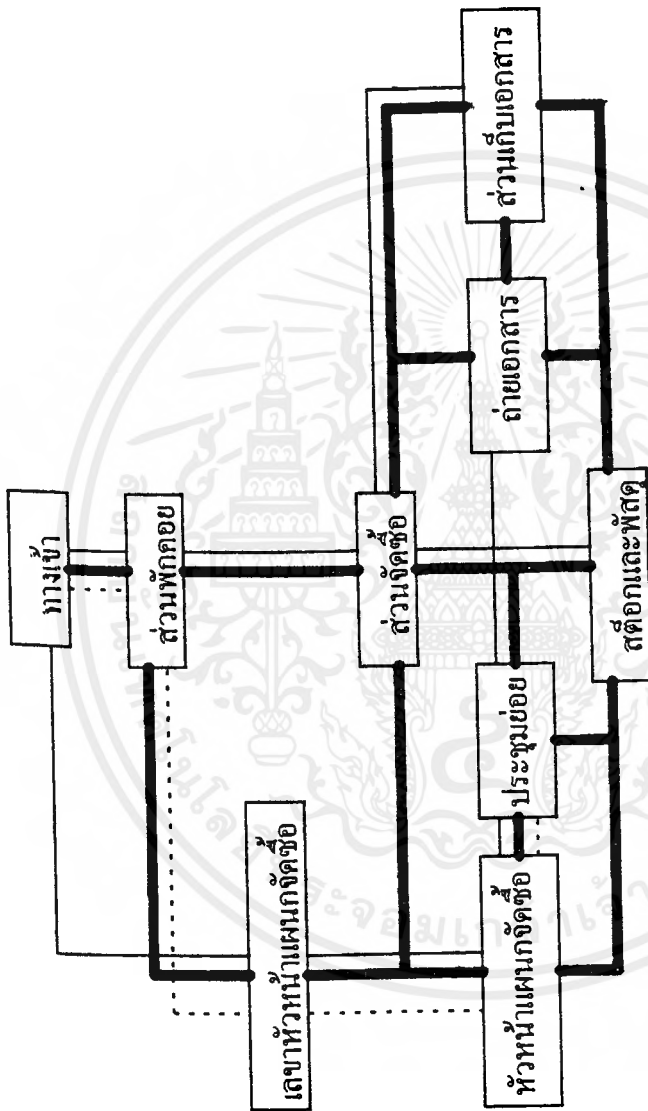 ทางเข้า
ส่วนพักคอย
เลขาหัวหน้าแผนกจัดซื้อ
ส่วนจัดซื้อ
หัวหน้าแผนกจัดซื้อ
ประชุมย่อย
ถ่ายเอกสาร
ส่วนเก็บเอกสาร
สต็อกและพัสดุ